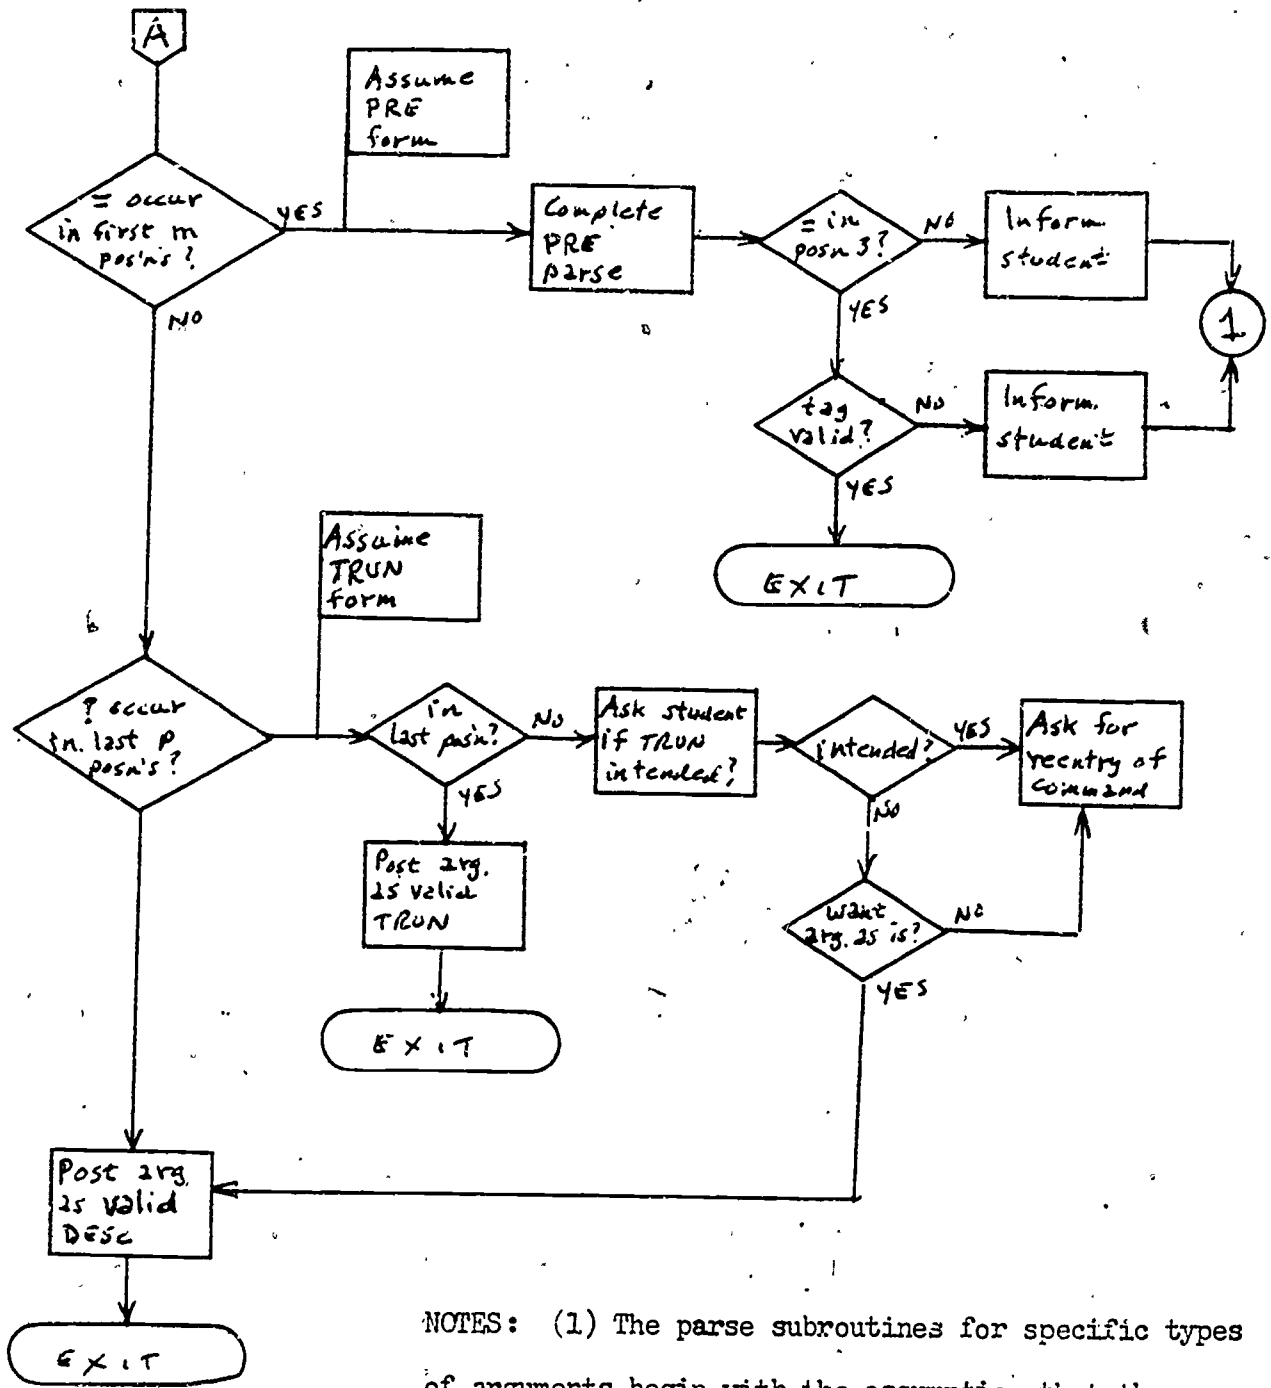 A
Assume
PRE
form
= occur
in first m
pos'n's?
YES
NO
Complete
PRE
parse
= in
posn 3?
NO
YES
Inform
student
1
tag
valid?
NO
YES
Inform.
student
EXIT
Assume
TRUN
form
? occur
in last p
posn's?
in
last posn?
NO
YES
Ask student
if TRUN
intended?
intended?
YES
NO
Ask for
reentry of
command
Post arg.
as valid
TRUN
EXIT
want
arg. as is?
NO
YES
Post arg.
as valid
DESC
EXIT
NOTES: (1) The parse subroutines for specific types
of arguments begin with the assumption that the